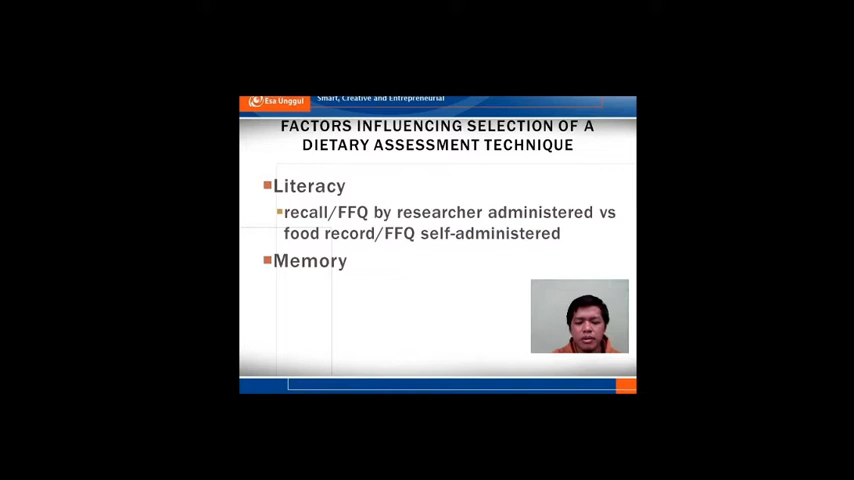 Esa Unggul
Smart, Creative and Entrepreneurial
FACTORS INFLUENCING SELECTION OF A
DIETARY ASSESSMENT TECHNIQUE
Literacy
recall/FFQ by researcher administered vs
food record/FFQ self-administered
Memory